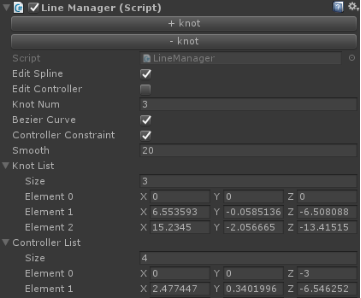 Line Manager (Script)
+ knot
- knot
Script LineManager
Edit Spline
Edit Controller
Knot Num 3
Bezier Curve
Controller Constraint
Smooth 20
Knot List
Size 3
Element 0 X 0 Y 0 Z 0
Element 1 X 6.553593 Y -0.0585136 Z -6.508088
Element 2 X 15.2345 Y -2.056665 Z -13.41515
Controller List
Size 4
Element 0 X 0 Y 0 Z -3
Element 1 X 2.477447 Y 0.3401996 Z -6.546252